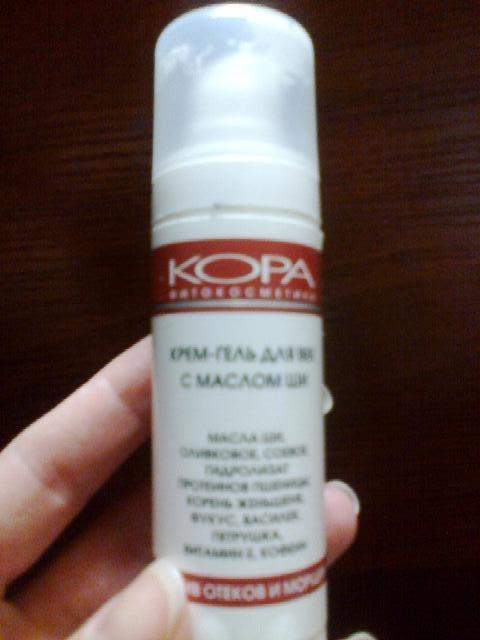 КОРА
ФИТОКОСМЕТИКА
КРЕМ-ГЕЛЬ ДЛЯ ВЕК
С МАСЛОМ ШИ
МАСЛА ШИ,
ОЛИВКОВОЕ, СОЕВОЕ,
ГИДРОЛИЗАТ
ПРОТЕИНОВ ПШЕНИЦЫ,
КОРЕНЬ ЖЕНЬШЕНЯ,
ФУКУС, ВАСИЛЕК,
ПЕТРУШКА,
ВИТАМИН Е, КОФЕИН
ОТЕКОВ И